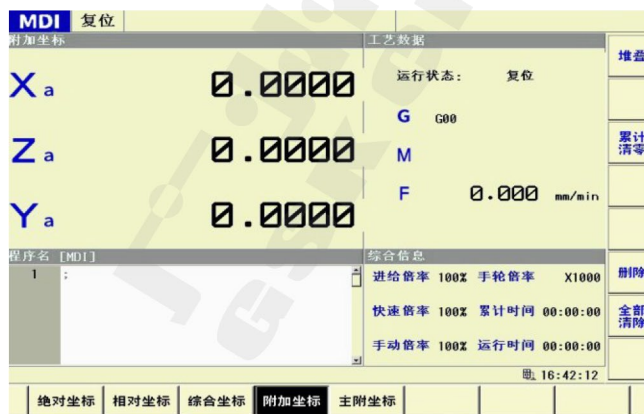 MDI 复位
附加坐标
工艺数据
堆叠
Xa 0.0000
运行状态: 复位
G G00
累计清零
Za 0.0000
M
F 0.000 mm/min
Ya 0.0000
程序名 [MDI]
综合信息
1 ;
进给倍率 100% 手轮倍率 X1000
删除
快速倍率 100% 累计时间 00:00:00
全部清除
手动倍率 100% 运行时间 00:00:00
16:42:12
绝对坐标 相对坐标 综合坐标 附加坐标 主附坐标